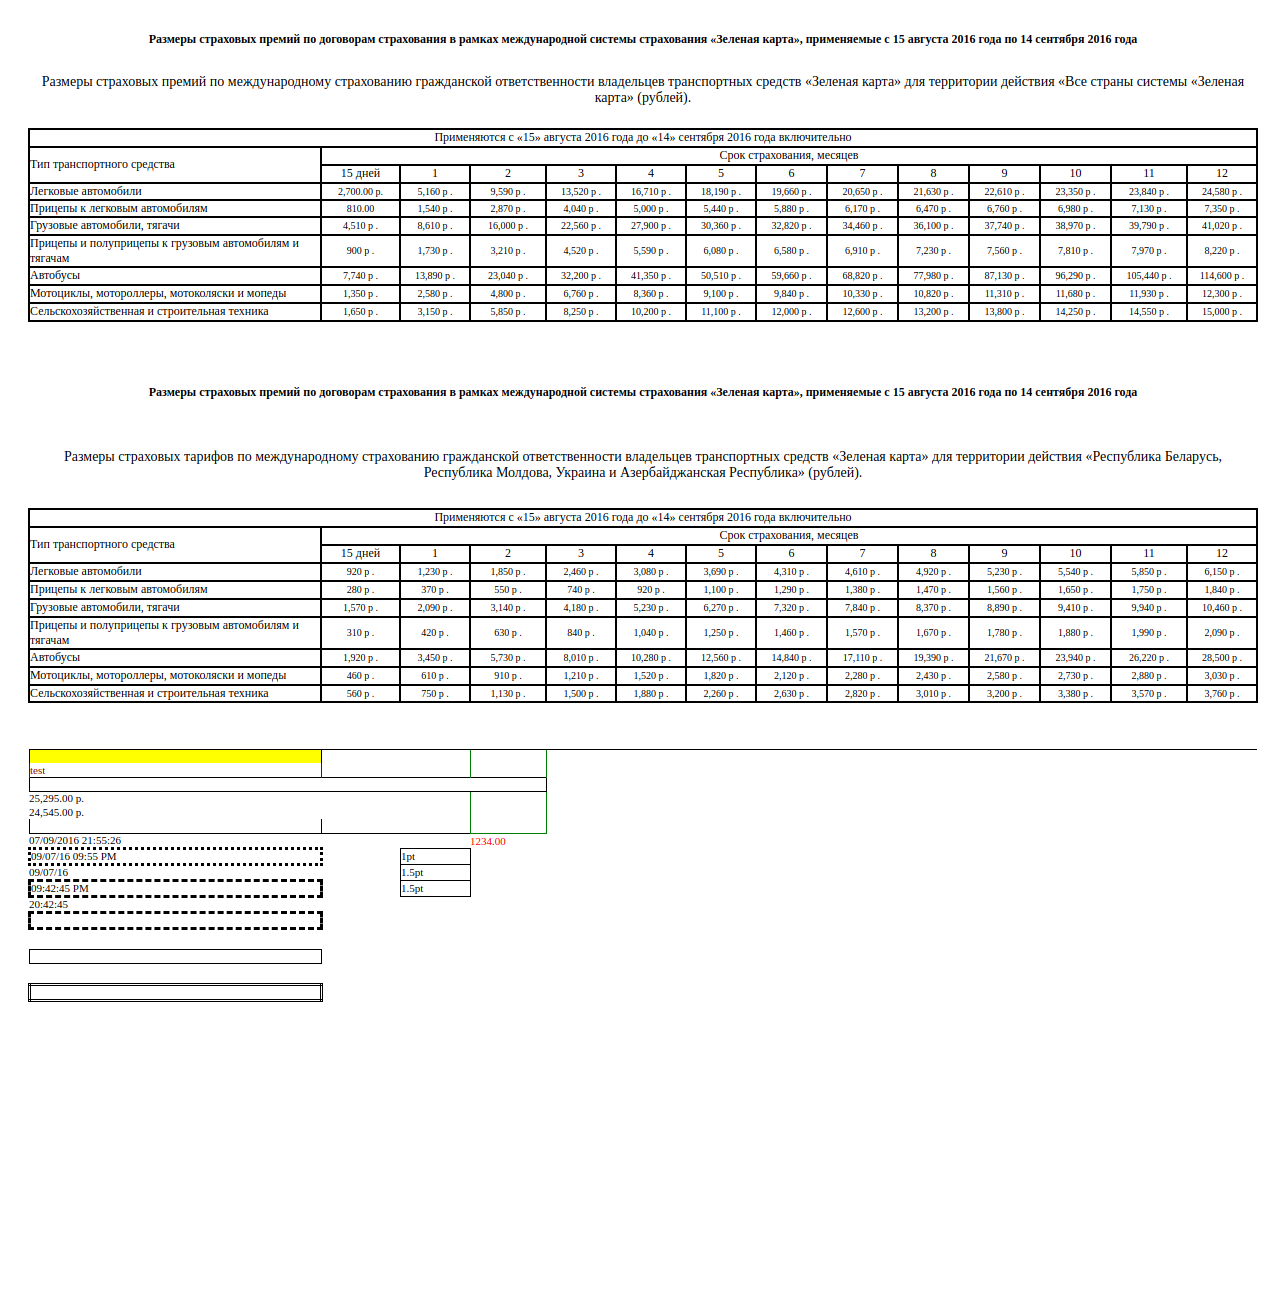 Размеры страховых премий по договорам страхования в рамках международной системы страхования «Зеленая карта», применяемые с 15 августа 2016 года по 14 сентября 2016 года
Размеры страховых премий по международному страхованию гражданской ответственности владельцев транспортных средств «Зеленая карта» для территории действия «Все страны системы «Зеленая
карта» (рублей).
Применяются с «15» августа 2016 года до «14» сентября 2016 года включительно
Тип транспортного средства
Срок страхования, месяцев
15 дней 1 2 3 4 5 6 7 8 9 10 11 12
Легковые автомобили 2,700.00 р. 5,160 р . 9,590 р . 13,520 р . 16,710 р . 18,190 р . 19,660 р . 20,650 р . 21,630 р . 22,610 р . 23,350 р . 23,840 р . 24,580 р .
Прицепы к легковым автомобилям 810.00 1,540 р . 2,870 р . 4,040 р . 5,000 р . 5,440 р . 5,880 р . 6,170 р . 6,470 р . 6,760 р . 6,980 р . 7,130 р . 7,350 р .
Грузовые автомобили, тягачи 4,510 р . 8,610 р . 16,000 р . 22,560 р . 27,900 р . 30,360 р . 32,820 р . 34,460 р . 36,100 р . 37,740 р . 38,970 р . 39,790 р . 41,020 р .
Прицепы и полуприцепы к грузовым автомобилям и
тягачам 900 р . 1,730 р . 3,210 р . 4,520 р . 5,590 р . 6,080 р . 6,580 р . 6,910 р . 7,230 р . 7,560 р . 7,810 р . 7,970 р . 8,220 р .
Автобусы 7,740 р . 13,890 р . 23,040 р . 32,200 р . 41,350 р . 50,510 р . 59,660 р . 68,820 р . 77,980 р . 87,130 р . 96,290 р . 105,440 р . 114,600 р .
Мотоциклы, мотороллеры, мотоколяски и мопеды 1,350 р . 2,580 р . 4,800 р . 6,760 р . 8,360 р . 9,100 р . 9,840 р . 10,330 р . 10,820 р . 11,310 р . 11,680 р . 11,930 р . 12,300 р .
Сельскохозяйственная и строительная техника 1,650 р . 3,150 р . 5,850 р . 8,250 р . 10,200 р . 11,100 р . 12,000 р . 12,600 р . 13,200 р . 13,800 р . 14,250 р . 14,550 р . 15,000 р .
Размеры страховых премий по договорам страхования в рамках международной системы страхования «Зеленая карта», применяемые с 15 августа 2016 года по 14 сентября 2016 года
Размеры страховых тарифов по международному страхованию гражданской ответственности владельцев транспортных средств «Зеленая карта» для территории действия «Республика Беларусь,
Республика Молдова, Украина и Азербайджанская Республика» (рублей).
Применяются с «15» августа 2016 года до «14» сентября 2016 года включительно
Тип транспортного средства
Срок страхования, месяцев
15 дней 1 2 3 4 5 6 7 8 9 10 11 12
Легковые автомобили 920 р . 1,230 р . 1,850 р . 2,460 р . 3,080 р . 3,690 р . 4,310 р . 4,610 р . 4,920 р . 5,230 р . 5,540 р . 5,850 р . 6,150 р .
Прицепы к легковым автомобилям 280 р . 370 р . 550 р . 740 р . 920 р . 1,100 р . 1,290 р . 1,380 р . 1,470 р . 1,560 р . 1,650 р . 1,750 р . 1,840 р .
Грузовые автомобили, тягачи 1,570 р . 2,090 р . 3,140 р . 4,180 р . 5,230 р . 6,270 р . 7,320 р . 7,840 р . 8,370 р . 8,890 р . 9,410 р . 9,940 р . 10,460 р .
Прицепы и полуприцепы к грузовым автомобилям и
тягачам 310 р . 420 р . 630 р . 840 р . 1,040 р . 1,250 р . 1,460 р . 1,570 р . 1,670 р . 1,780 р . 1,880 р . 1,990 р . 2,090 р .
Автобусы 1,920 р . 3,450 р . 5,730 р . 8,010 р . 10,280 р . 12,560 р . 14,840 р . 17,110 р . 19,390 р . 21,670 р . 23,940 р . 26,220 р . 28,500 р .
Мотоциклы, мотороллеры, мотоколяски и мопеды 460 р . 610 р . 910 р . 1,210 р . 1,520 р . 1,820 р . 2,120 р . 2,280 р . 2,430 р . 2,580 р . 2,730 р . 2,880 р . 3,030 р .
Сельскохозяйственная и строительная техника 560 р . 750 р . 1,130 р . 1,500 р . 1,880 р . 2,260 р . 2,630 р . 2,820 р . 3,010 р . 3,200 р . 3,380 р . 3,570 р . 3,760 р .
test
25,295.00 р.
24,545.00 р.
07/09/2016 21:55:26 1234.00
09/07/16 09:55 PM 1pt
09/07/16 1.5pt
09:42:45 PM 1.5pt
20:42:45